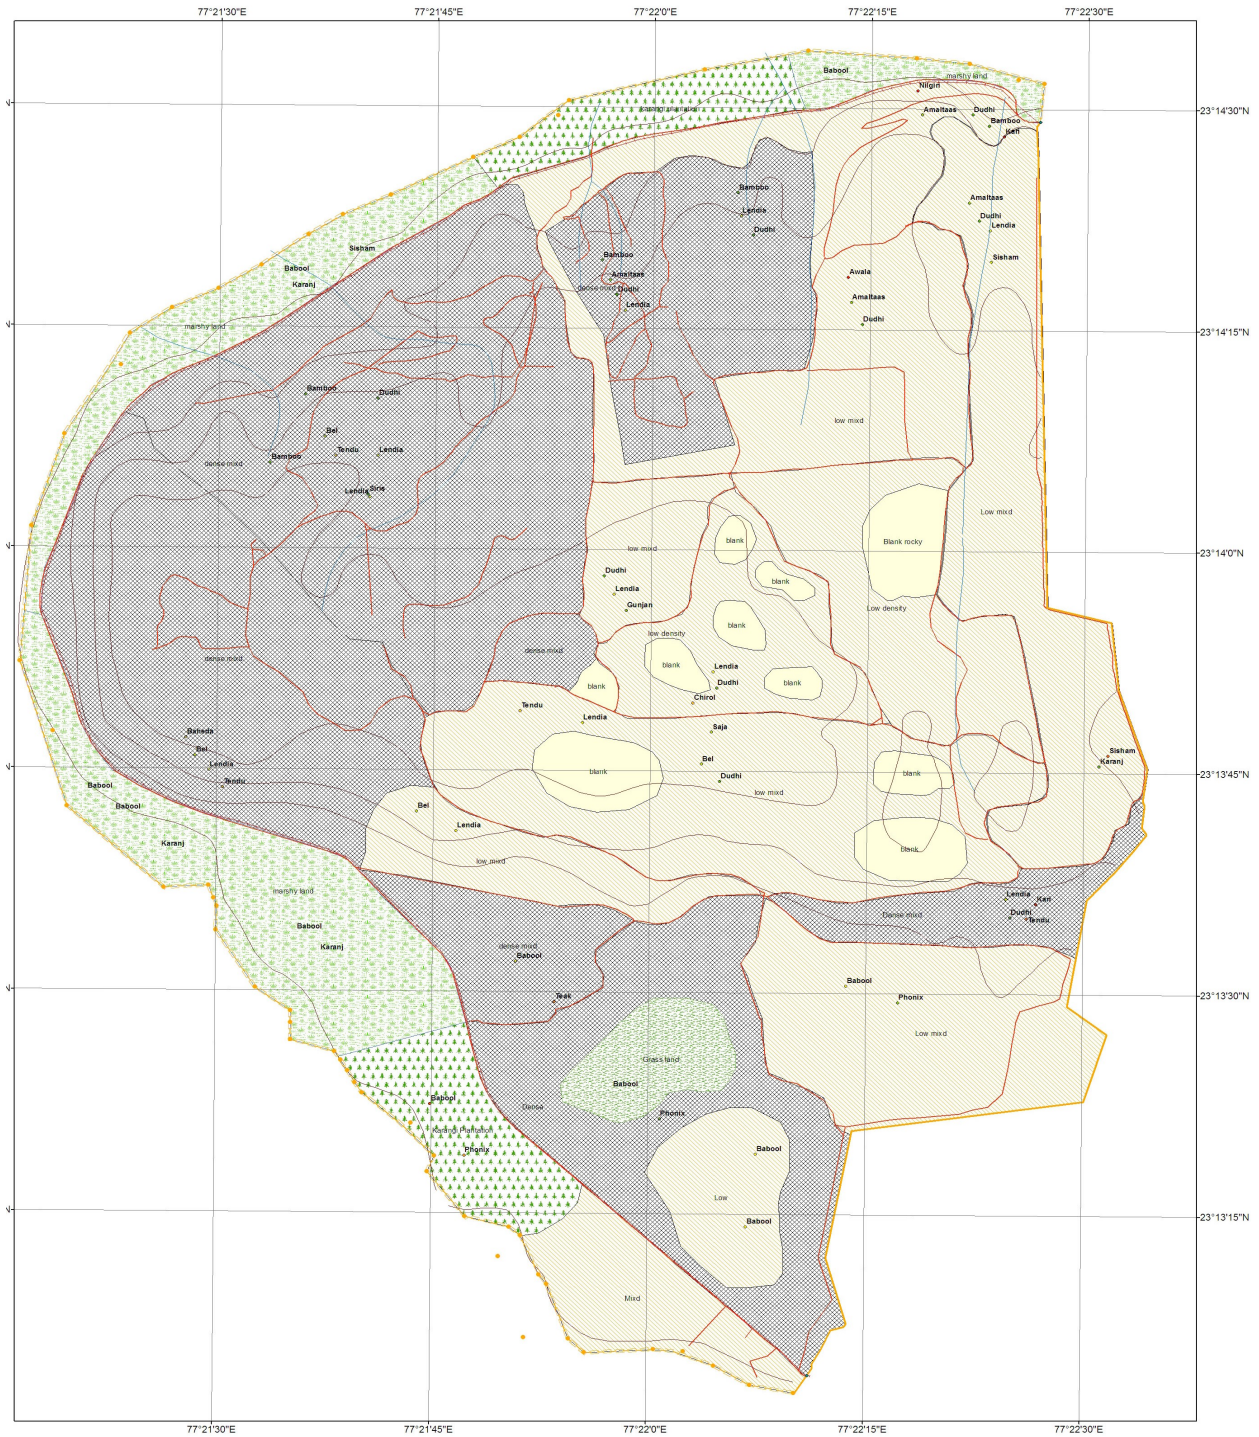 77°21'30"E 77°21'45"E 77°22'0"E 77°22'15"E 77°22'30"E
Babool
marshy land
Nilgiri
karanj plantation
N
23°14'30"N
Amaltaas
Dudhi
Bamboo
Kari
Bamboo
Amaltaas
Lendia
Dudhi
Lendia
Dudhi
Sisham
Bamboo
Sisham
Babool
Awala
Amaltaas
dense mixd
Karanj
Dudhi
Amaltaas
Lendia
Dudhi
marshy land
N
23°14'15"N
Bamboo
Dudhi
low mixd
Bel
Tendu
Lendia
Bamboo
dense mixd
Lendia
Siris
Low mixd
blank
Blank rocky
low mixd
N
23°14'0"N
Dudhi
blank
Lendia
Gunjan
Low density
blank
low density
dense mixd
dense mixd
blank
Lendia
blank
blank
Dudhi
Chirol
Tendu
Lendia
Saja
Baheda
Bel
Sisham
Lendia
Bel
Karanj
N
23°13'45"N
blank
blank
Tendu
Dudhi
Babool
low mixd
Babool
Bel
Lendia
Karanj
blank
low mixd
marshy land
Lendia
Kari
Dense mixd
Dudhi
Tendu
Babool
Karanj
dense mixd
Babool
Babool
N
23°13'30"N
Teak
Phonix
Low mixd
Grass land
Babool
Babool
Dense
Phonix
Karanj Plantation
Phonix
Babool
Low
N
23°13'15"N
Babool
Mixd
77°21'30"E 77°21'45"E 77°22'0"E 77°22'15"E 77°22'30"E